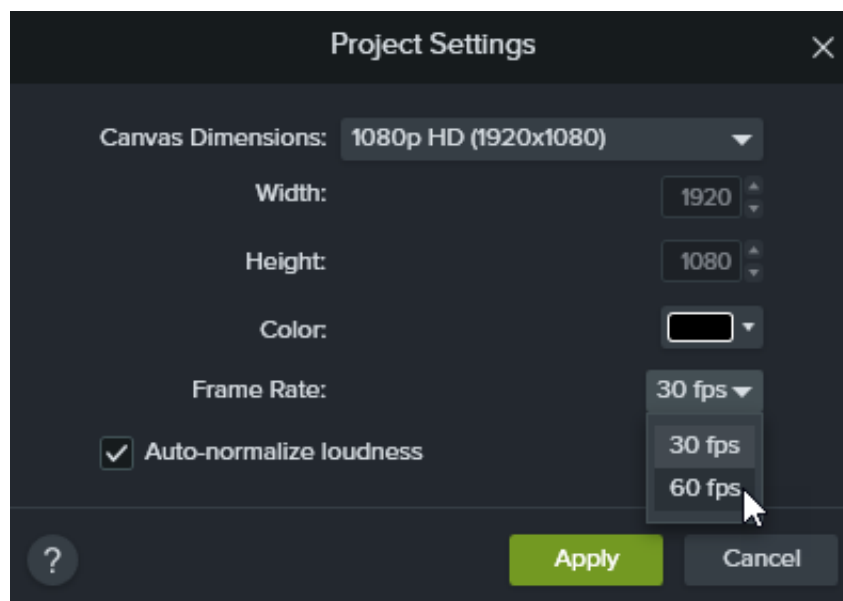 Project Settings
Canvas Dimensions: 1080p HD (1920x1080)
Width: 1920
Height: 1080
Color:
Frame Rate: 30 fps
30 fps
Auto-normalize loudness
60 fps
? Apply Cancel